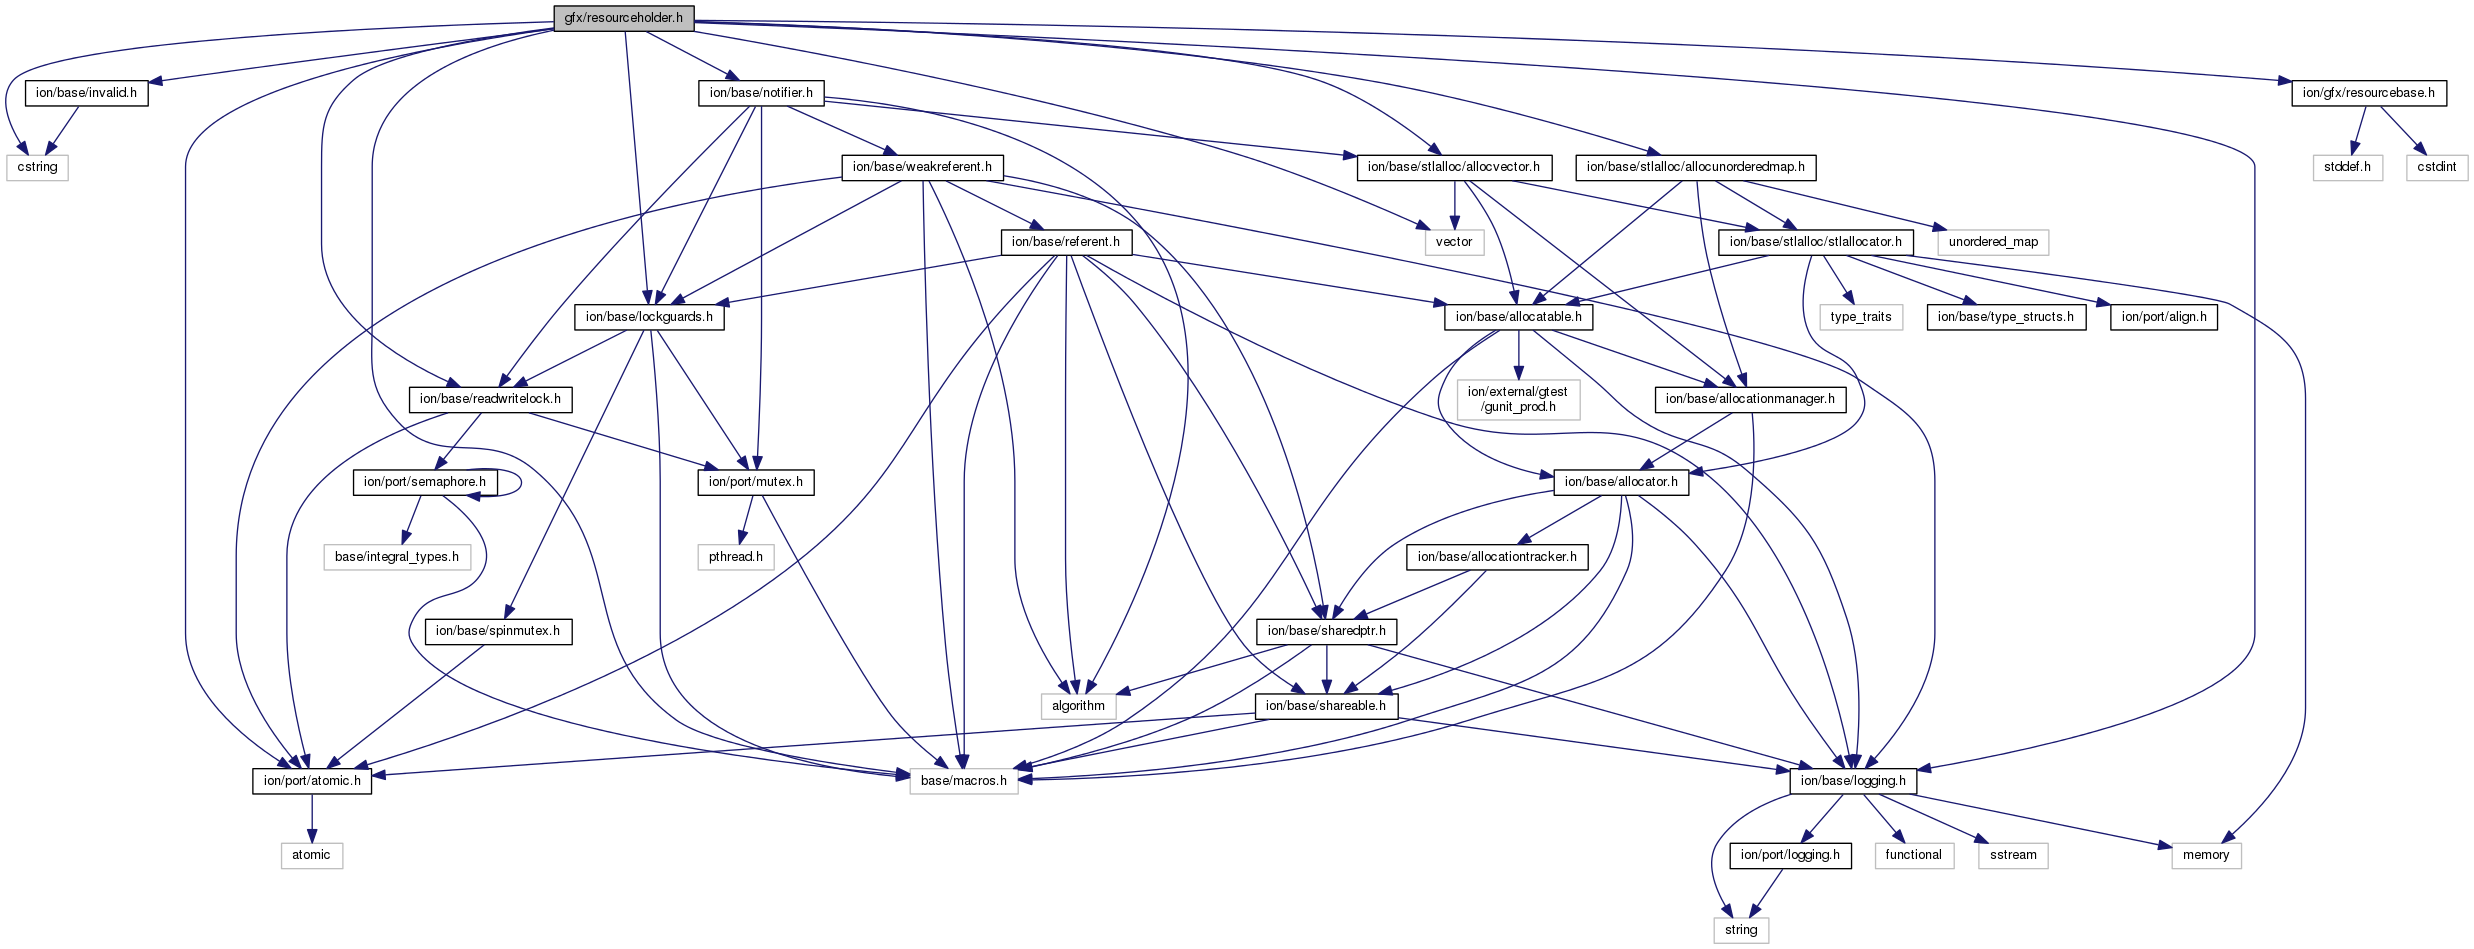 gfx/resourceholder.h
ion/base/invalid.h
ion/base/notifier.h
ion/gfx/resourcebase.h
cstring
ion/base/weakreferent.h
ion/base/stlalloc/allocvector.h
ion/base/stlalloc/allocunorderedmap.h
stddef.h
cstdint
ion/base/referent.h
vector
ion/base/stlalloc/stlallocator.h
unordered_map
ion/base/lockguards.h
ion/base/allocatable.h
type_traits
ion/base/type_structs.h
ion/port/align.h
ion/base/readwritelock.h
ion/external/gtest
/gunit_prod.h
ion/base/allocationmanager.h
ion/port/semaphore.h
ion/port/mutex.h
ion/base/allocator.h
base/integral_types.h
pthread.h
ion/base/allocationtracker.h
ion/base/spinmutex.h
ion/base/sharedptr.h
algorithm
ion/base/shareable.h
ion/port/atomic.h
base/macros.h
ion/base/logging.h
atomic
ion/port/logging.h
functional
sstream
memory
string